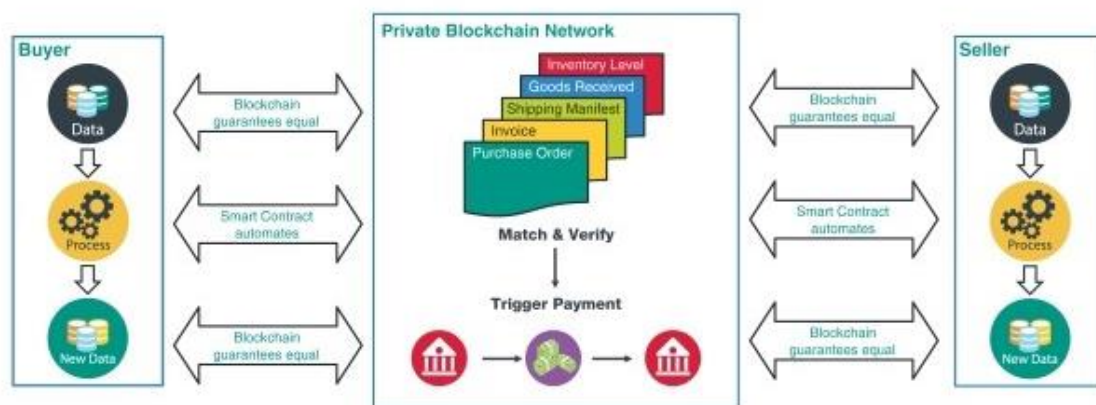 Buyer
Data
Process
New Data
Blockchain
guarantees equal
Smart Contract
automates
Blockchain
guarantees equal
Private Blockchain Network
Inventory Level
Goods Received
Shipping Manifest
Invoice
Purchase Order
Match & Verify
Trigger Payment
Blockchain
guarantees equal
Smart Contract
automates
Blockchain
guarantees equal
Seller
Data
Process
New Data